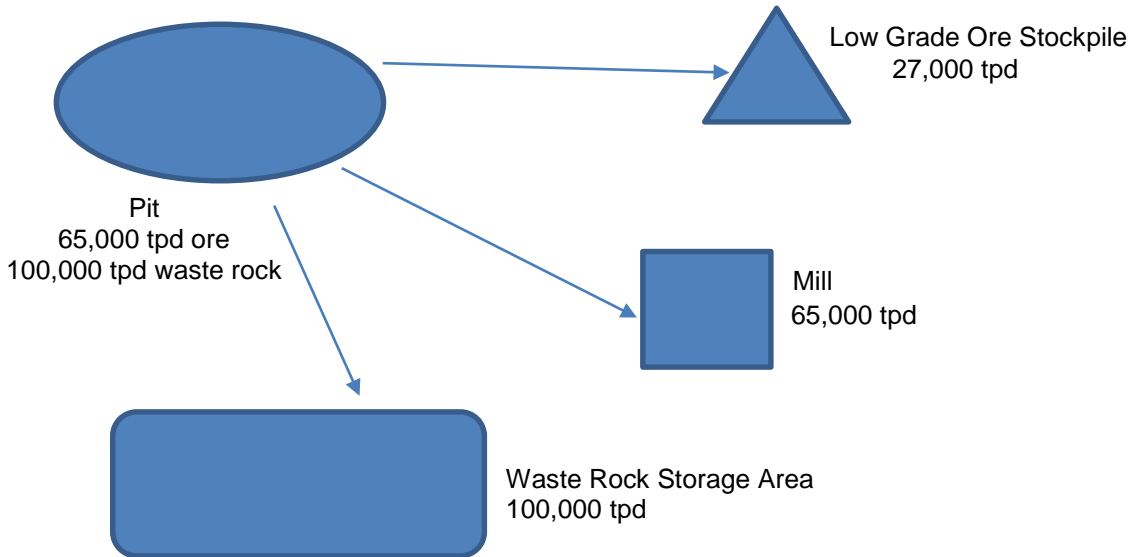 Low Grade Ore Stockpile
27,000 tpd
Pit
65,000 tpd ore
100,000 tpd waste rock
Mill
65,000 tpd
Waste Rock Storage Area
100,000 tpd